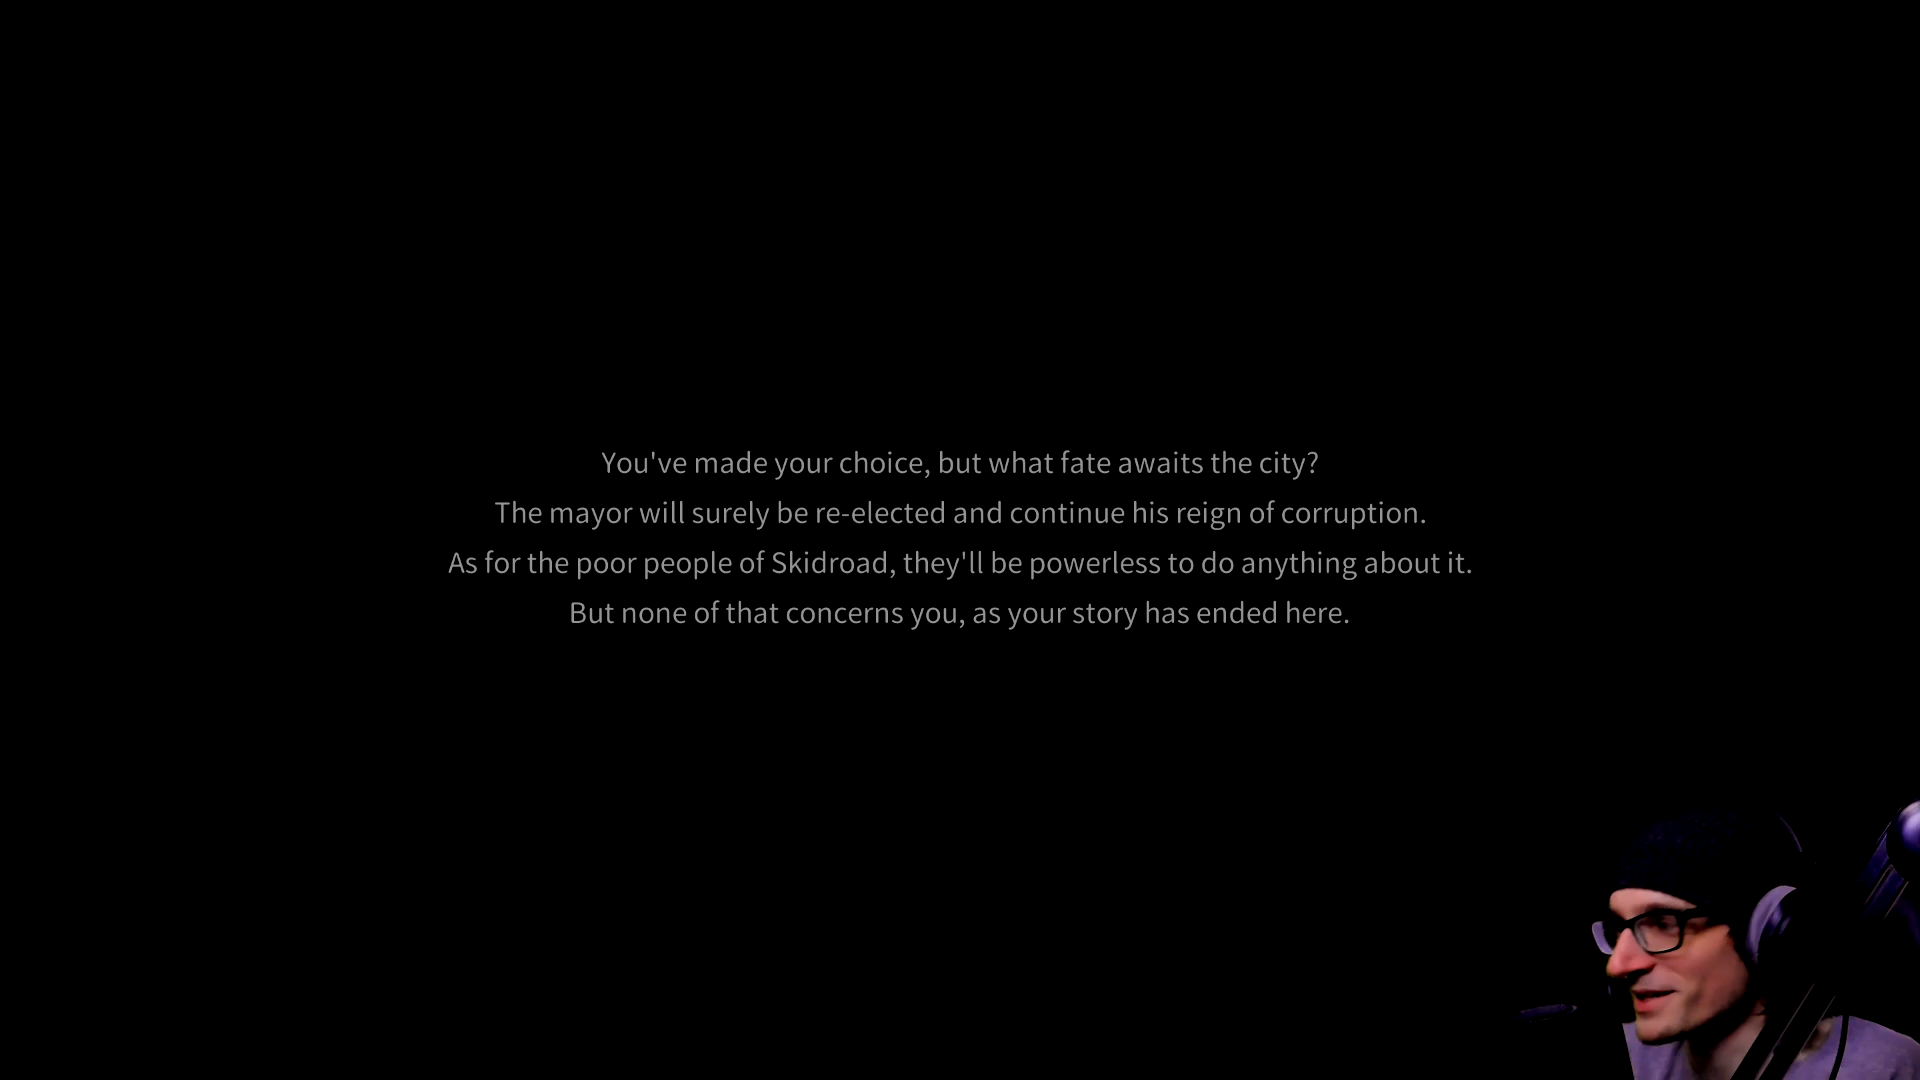 You've made your choice, but what fate awaits the city?
The mayor will surely be re-elected and continue his reign of corruption.
As for the poor people of Skidroad, they'll be powerless to do anything about it.
But none of that concerns you, as your story has ended here.